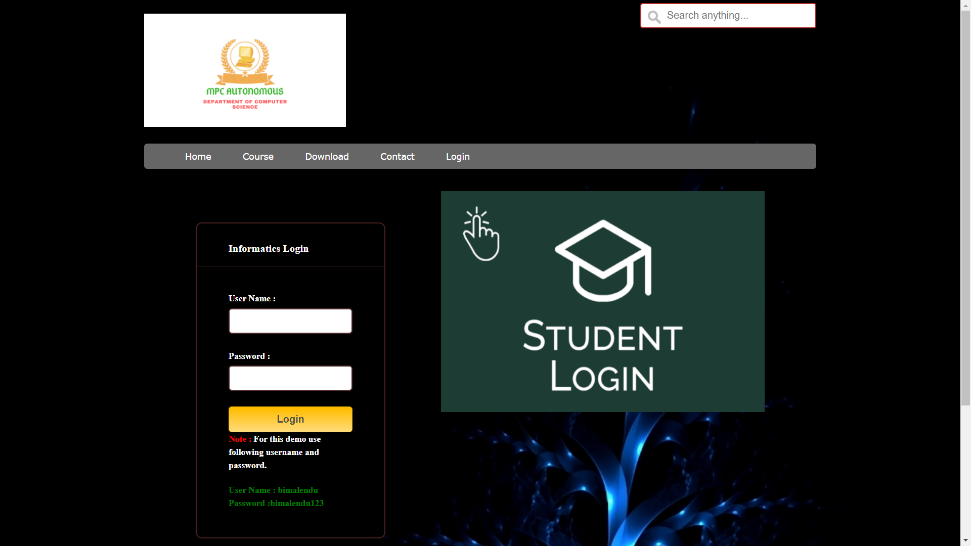 Search anything...
MPC AUTONOMOUS
DEPARTMENT OF COMPUTER
SCIENCE
Home Course Download Contact Login
Informatics Login
User Name :
Password :
Login
Note : For this demo use
following username and
password.
User Name : bimalendu
Password :bimalendu123
STUDENT
LOGIN